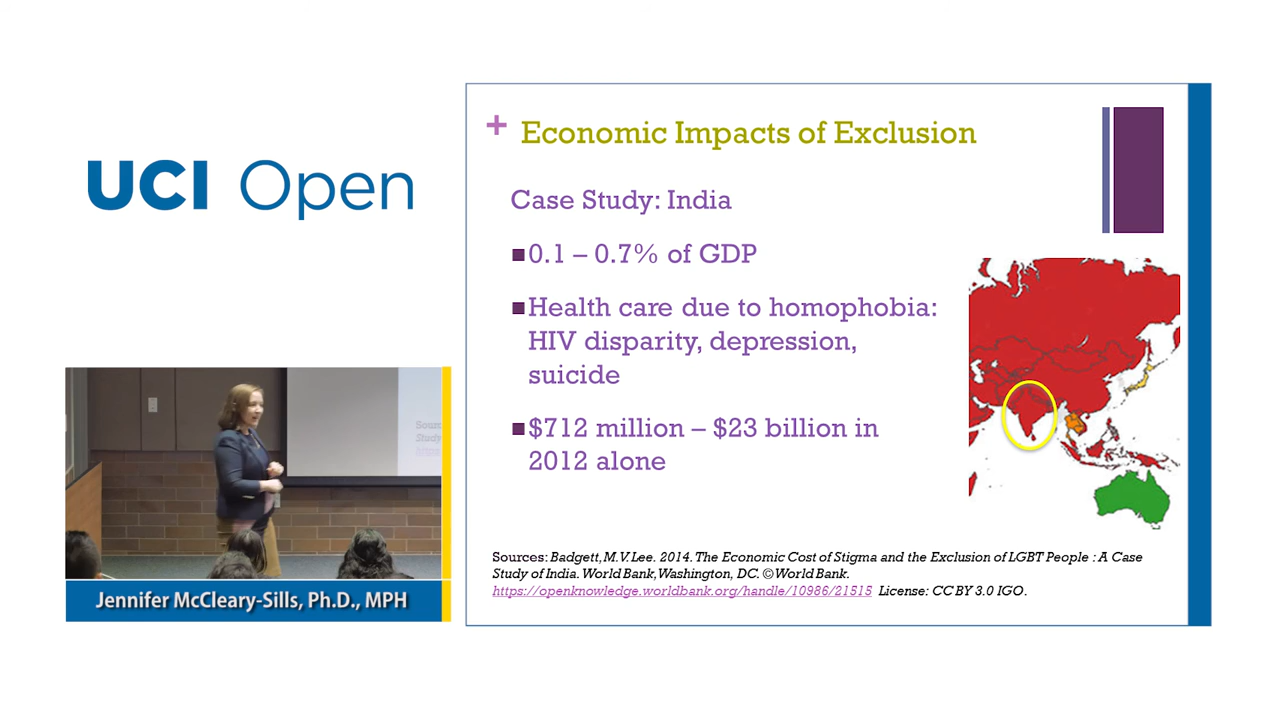 UCI Open
+ Economic Impacts of Exclusion
Case Study: India
■0.1 – 0.7% of GDP
■Health care due to homophobia:
HIV disparity, depression,
suicide
■$712 million – $23 billion in
2012 alone
Sources: Badgett, M.V. Lee. 2014. The Economic Cost of Stigma and the Exclusion of LGBT People : A Case
Study of India. World Bank, Washington, DC. © World Bank.
https://openknowledge.worldbank.org/handle/10986/21515 License: CC BY 3.0 IGO.
Study
Jennifer McCleary-Sills, Ph.D., MPH